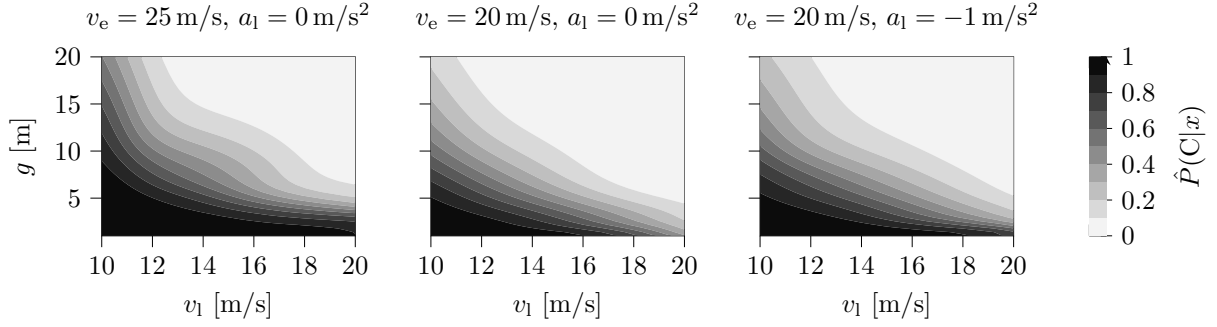 v_e = 25 m/s, a_l = 0 m/s²
v_e = 20 m/s, a_l = 0 m/s²
v_e = 20 m/s, a_l = −1 m/s²
g [m]
20
15
10
5
10 12 14 16 18 20
v_l [m/s]
10 12 14 16 18 20
v_l [m/s]
10 12 14 16 18 20
v_l [m/s]
1
0.8
0.6
0.4
0.2
0
P̂(C|x)